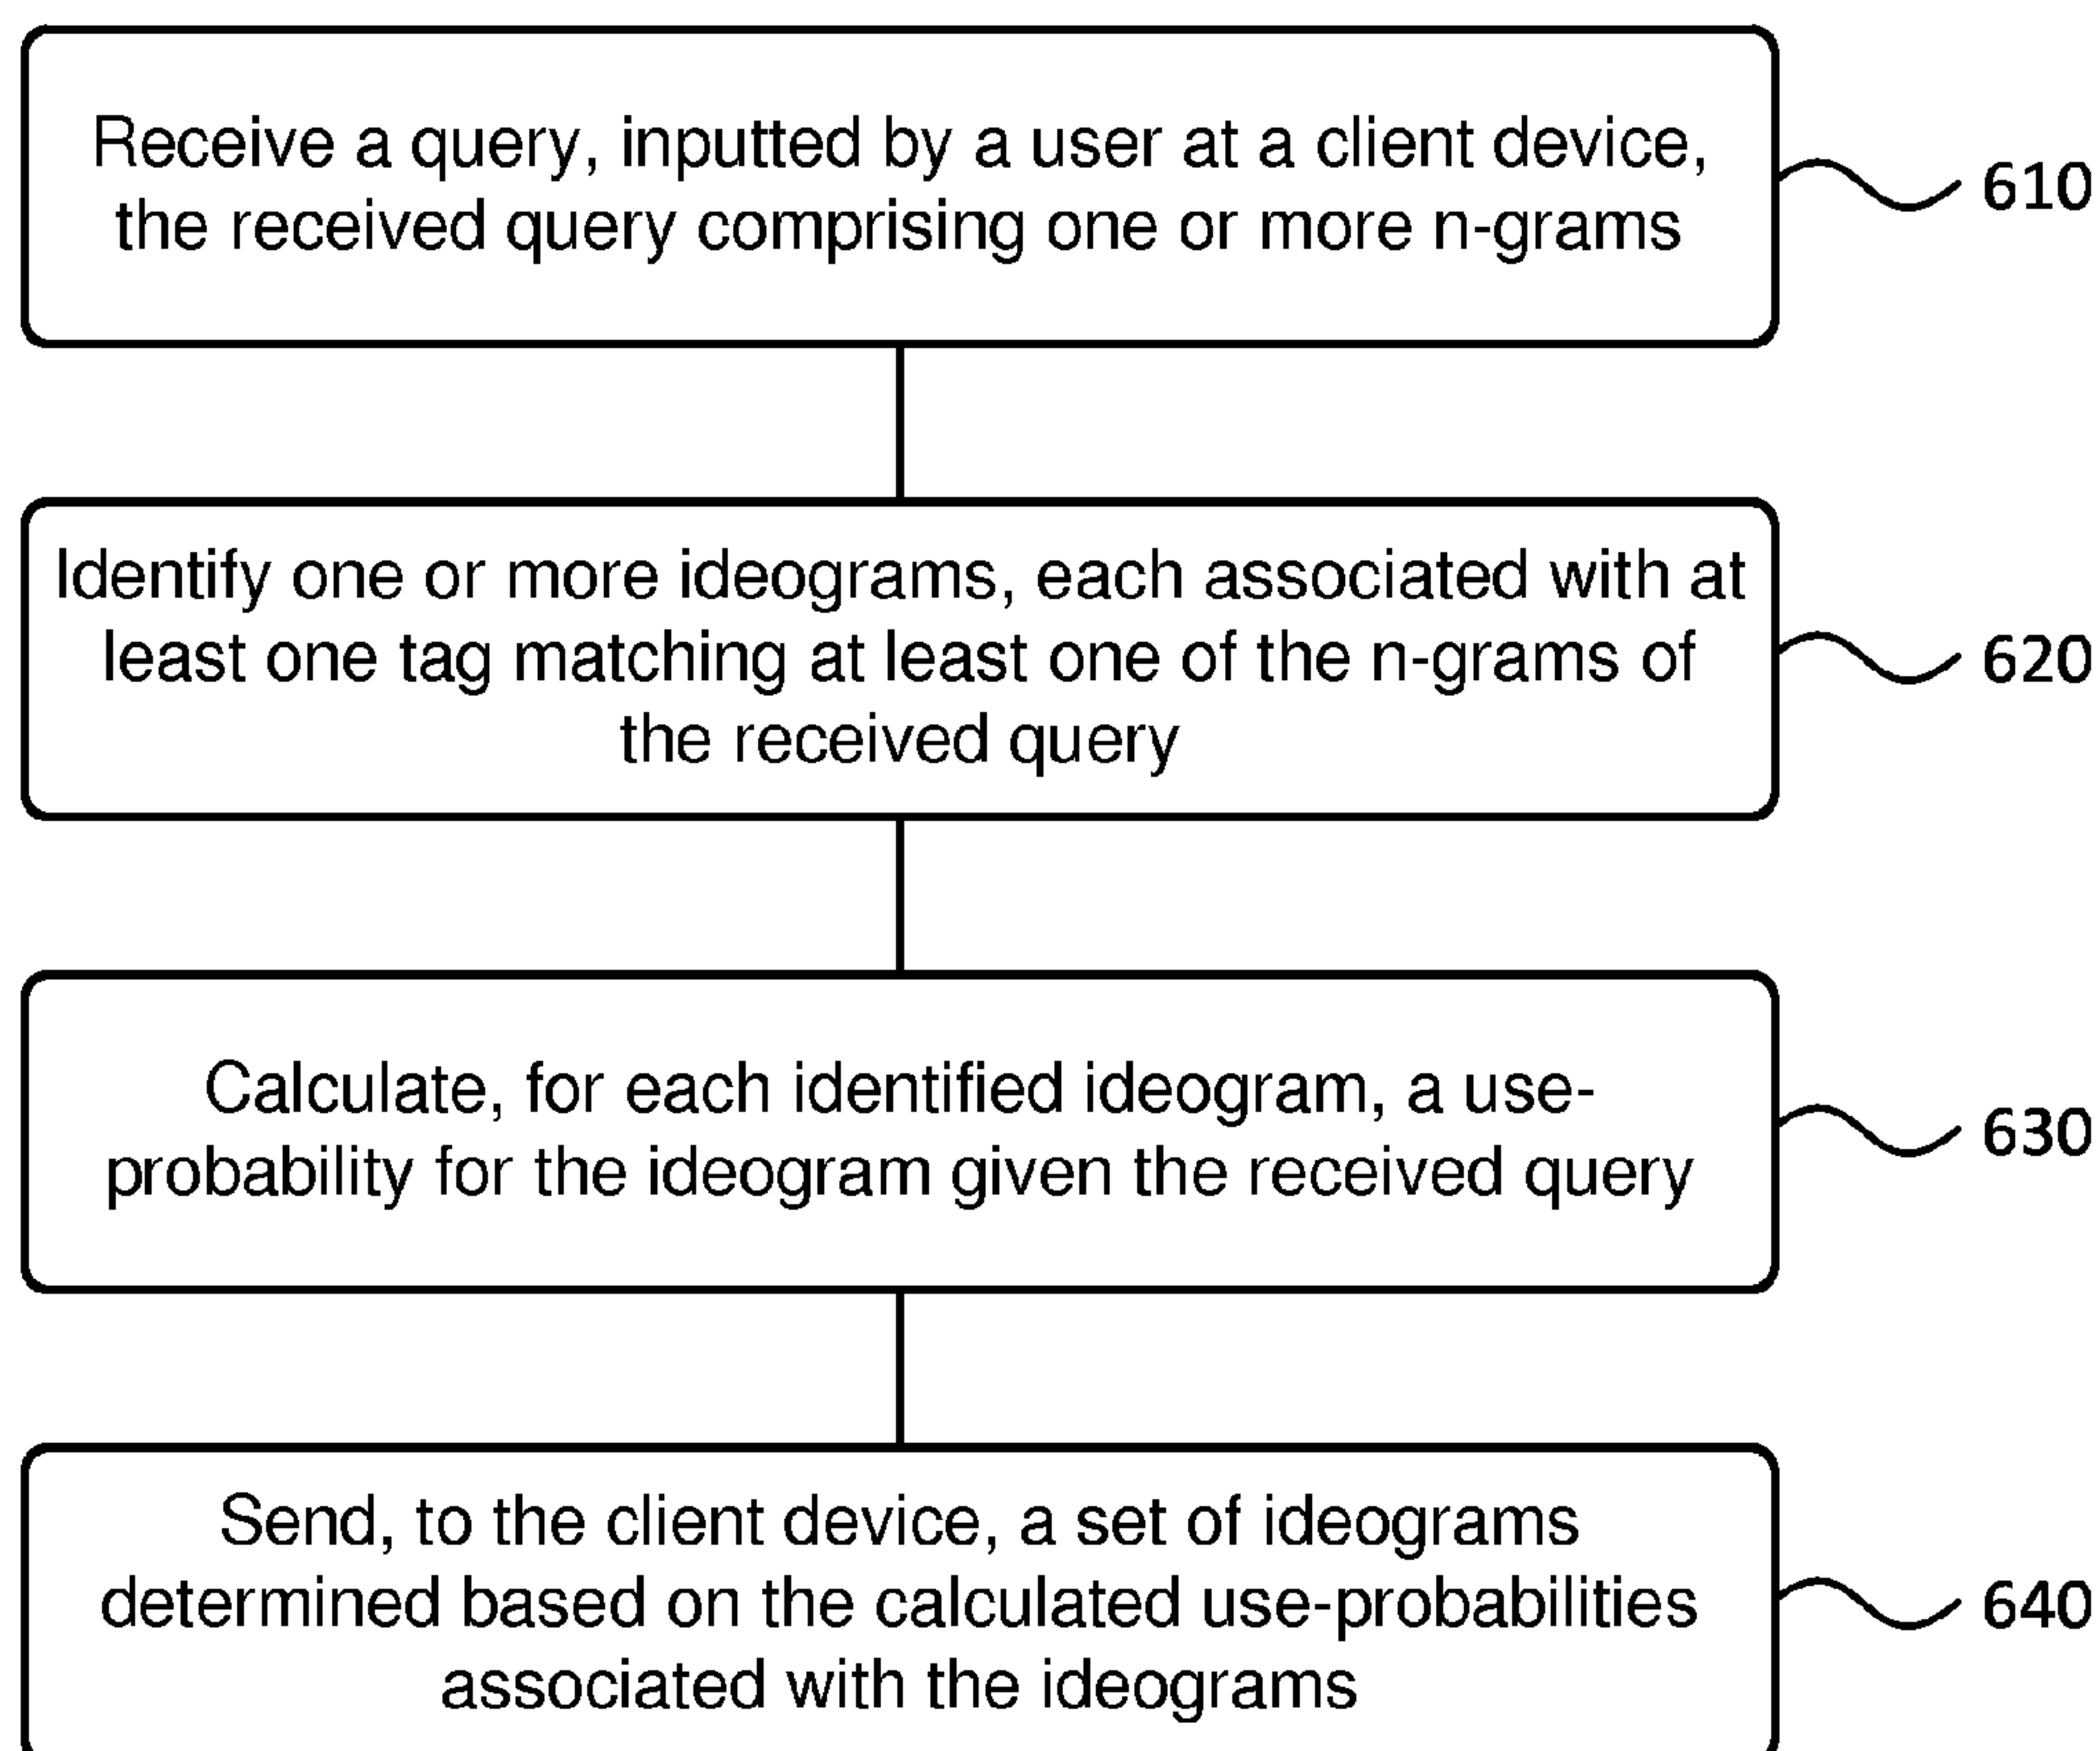 Receive a query, inputted by a user at a client device,
the received query comprising one or more n-grams
610
Identify one or more ideograms, each associated with at
least one tag matching at least one of the n-grams of
the received query
620
Calculate, for each identified ideogram, a use-
probability for the ideogram given the received query
630
Send, to the client device, a set of ideograms
determined based on the calculated use-probabilities
associated with the ideograms
640